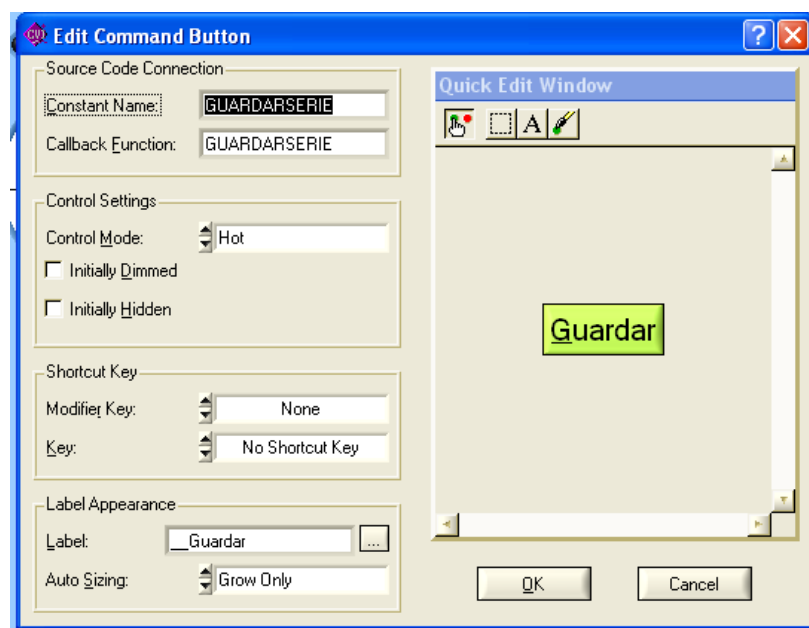 CVI Edit Command Button
Source Code Connection
Constant Name: GUARDARSERIE
Callback Function: GUARDARSERIE
Control Settings
Control Mode: Hot
Initially Dimmed
Initially Hidden
Shortcut Key
Modifier Key: None
Key: No Shortcut Key
Label Appearance
Label: __Guardar ...
Auto Sizing: Grow Only
Quick Edit Window
A
Guardar
OK Cancel